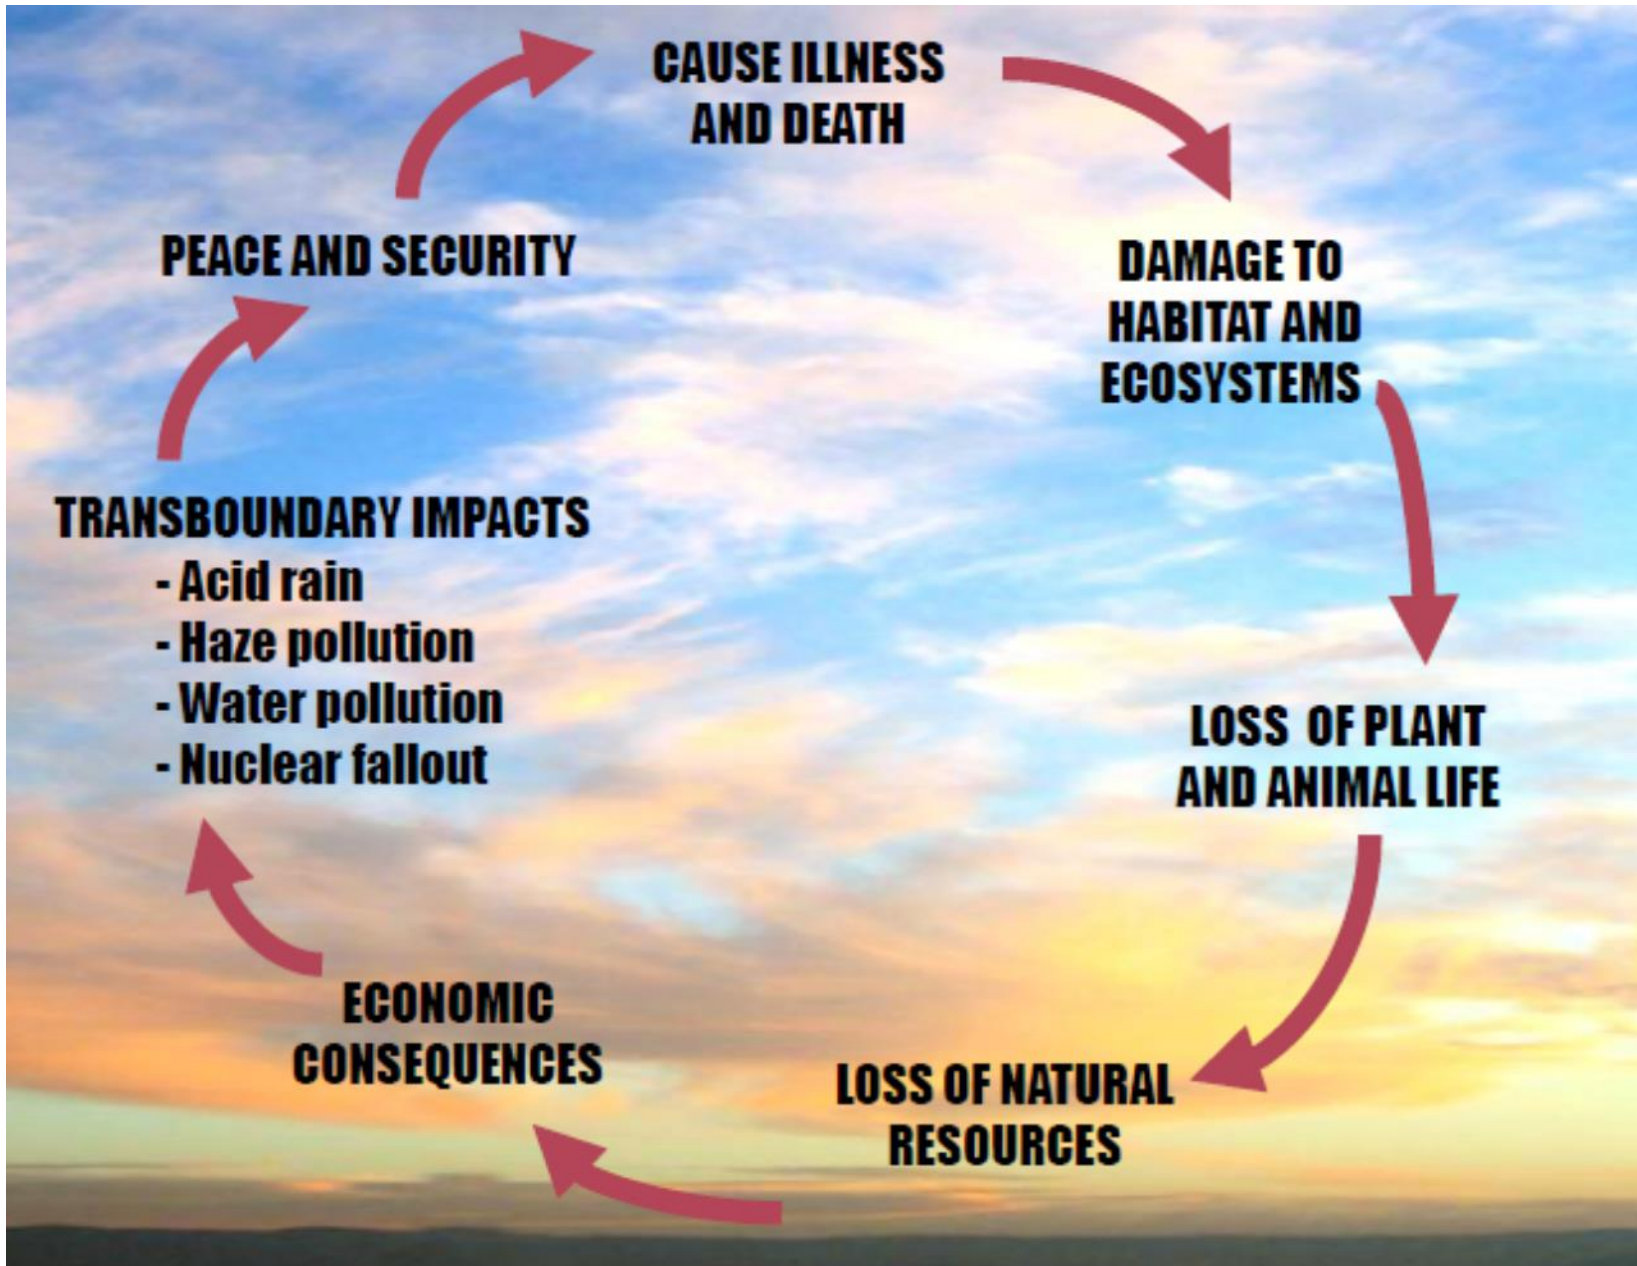 CAUSE ILLNESS
AND DEATH
DAMAGE TO
HABITAT AND
ECOSYSTEMS
LOSS OF PLANT
AND ANIMAL LIFE
LOSS OF NATURAL
RESOURCES
ECONOMIC
CONSEQUENCES
TRANSBOUNDARY IMPACTS
- Acid rain
- Haze pollution
- Water pollution
- Nuclear fallout
PEACE AND SECURITY